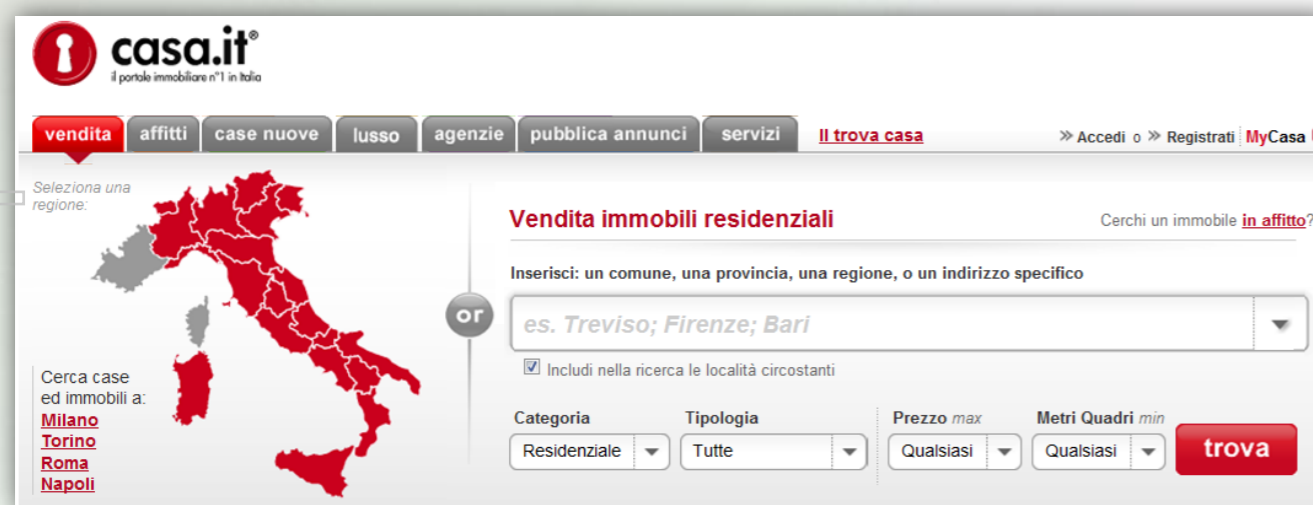 casa.it®
il portale immobiliare n°1 in Italia
vendita affitti case nuove lusso agenzie pubblica annunci servizi Il trova casa » Accedi o » Registrati MyCasa
Seleziona una
regione:
Vendita immobili residenziali Cerchi un immobile in affitto?
Inserisci: un comune, una provincia, una regione, o un indirizzo specifico
or
es. Treviso; Firenze; Bari
Includi nella ricerca le località circostanti
Cerca case
ed immobili a:
Milano
Torino
Roma
Napoli
Categoria Tipologia Prezzo max Metri Quadri min
Residenziale Tutte Qualsiasi Qualsiasi trova